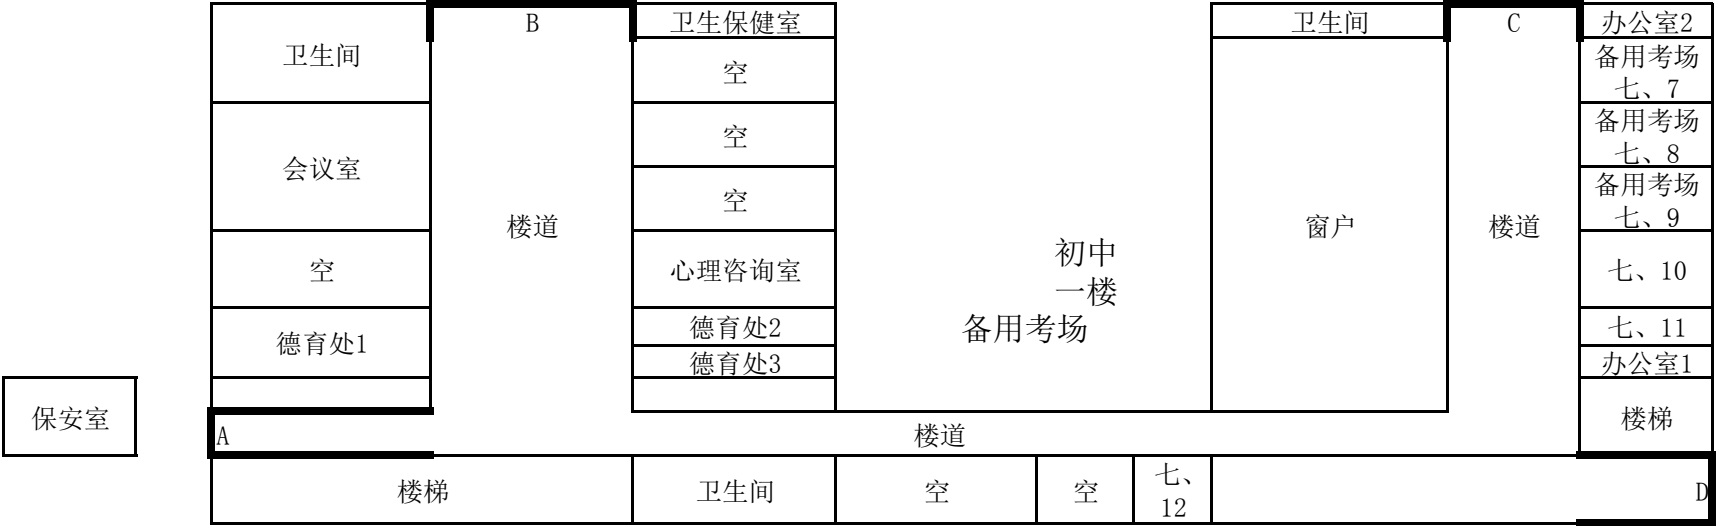 B
卫生保健室
卫生间
C
办公室2
卫生间
空
备用考场
七、7
空
备用考场
七、8
会议室
空
备用考场
七、9
楼道
窗户
楼道
初中
一楼
备用考场
空
心理咨询室
七、10
德育处1
德育处2
七、11
德育处3
办公室1
保安室
楼梯
A
楼道
楼梯
卫生间
空
空
七、
12
D